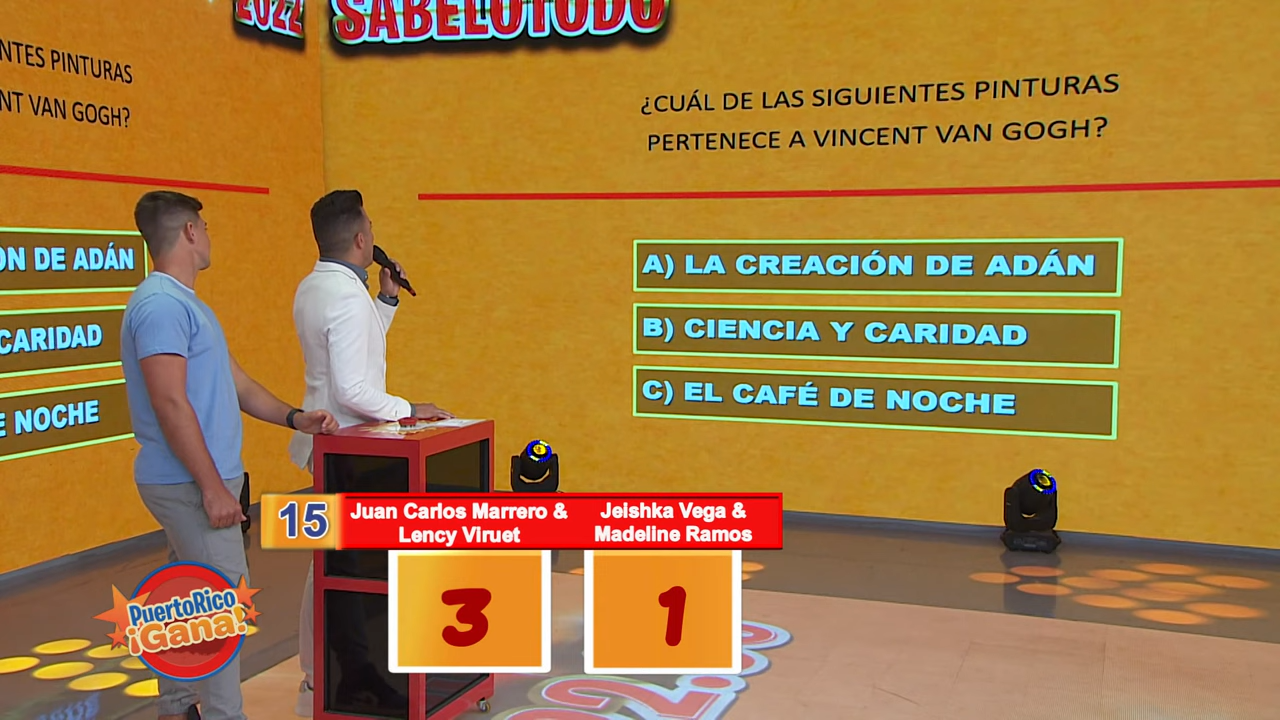 2022 SABELOTODO
NTES PINTURAS
NT VAN GOGH?
¿CUÁL DE LAS SIGUIENTES PINTURAS
PERTENECE A VINCENT VAN GOGH?
ÓN DE ADÁN
CARIDAD
E NOCHE
A) LA CREACIÓN DE ADÁN
B) CIENCIA Y CARIDAD
C) EL CAFÉ DE NOCHE
15
Juan Carlos Marrero &
Lency Viruet
Jeishka Vega &
Madeline Ramos
3
1
PuertoRico
¡Gana!